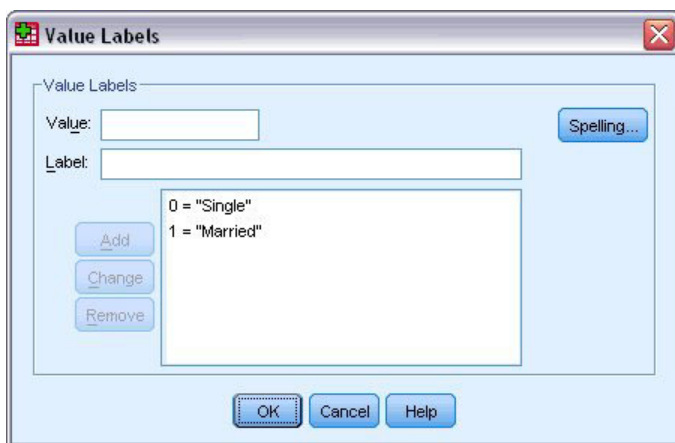 Value Labels
Value Labels
Value:
Spelling...
Label:
0 = "Single"
1 = "Married"
Add
Change
Remove
OK
Cancel
Help